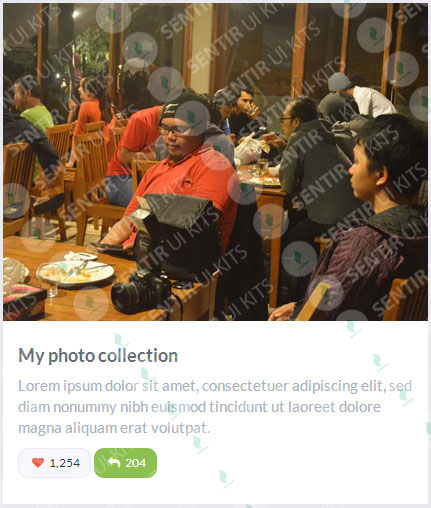 SENTIR UI KITS
My photo collection
Lorem ipsum dolor sit amet, consectetuer adipiscing elit, sed
diam nonummy nibh euismod tincidunt ut laoreet dolore
magna aliquam erat volutpat.
1,254 204